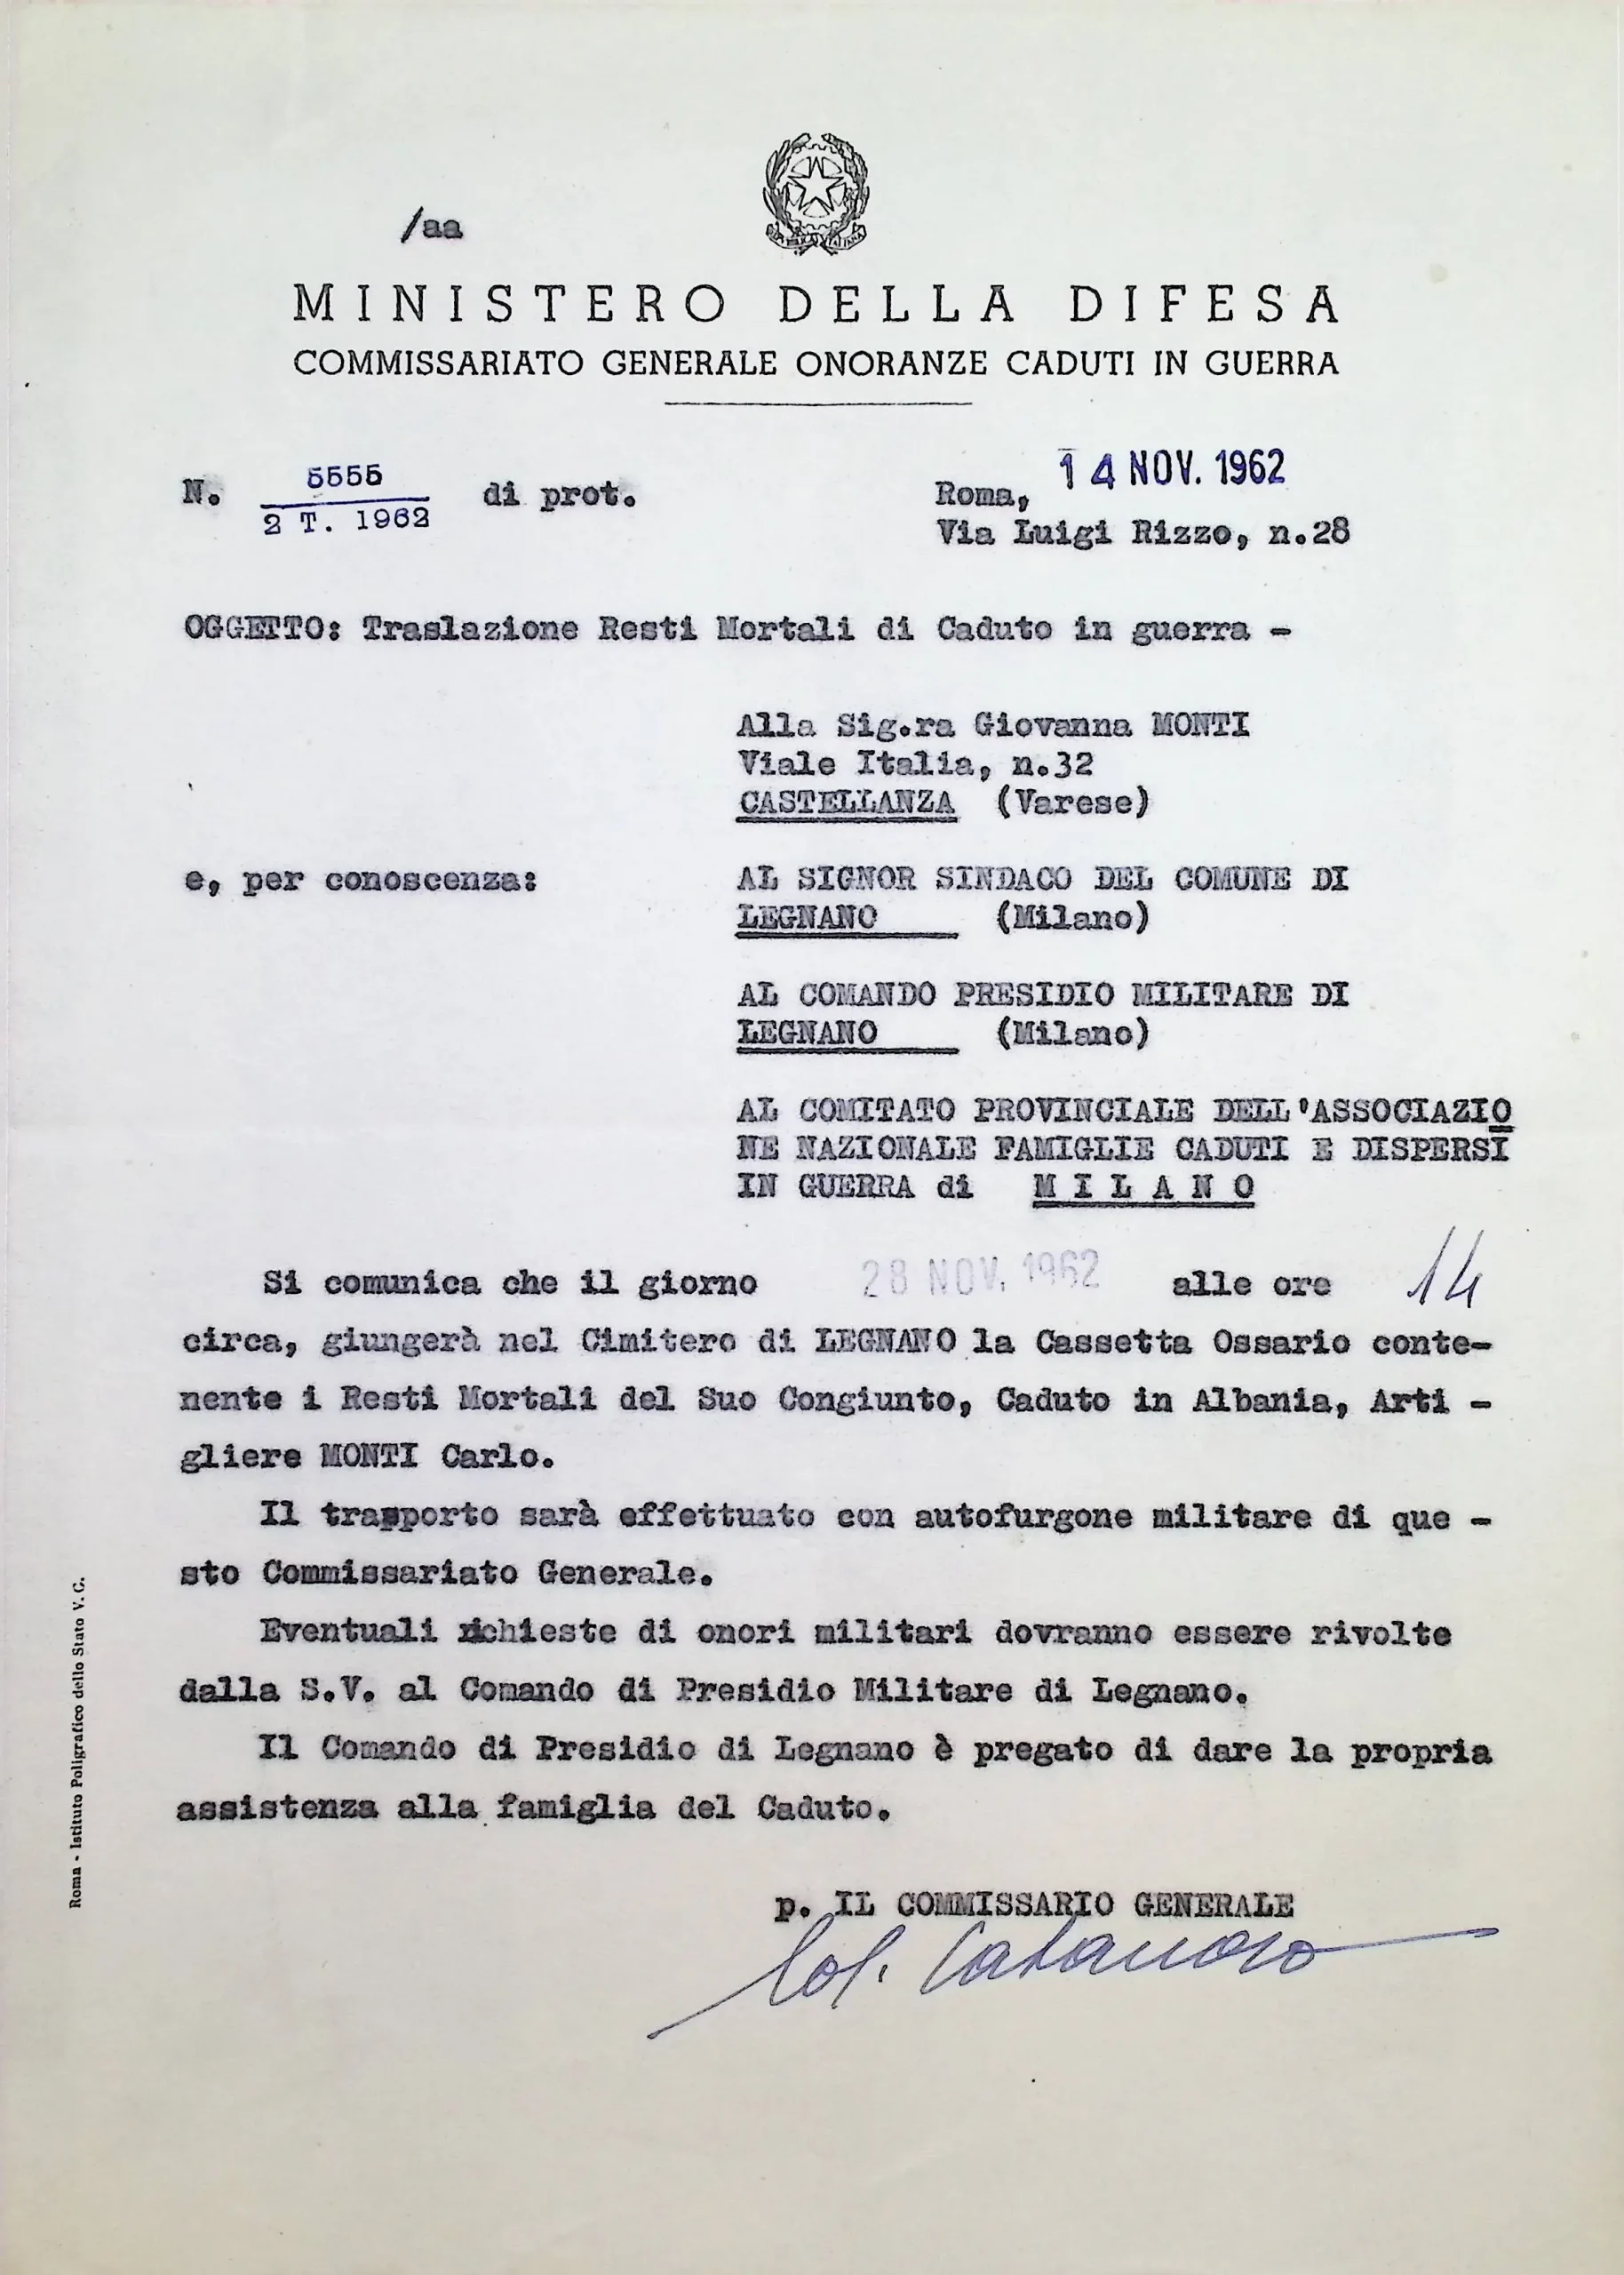 /aa
MINISTERO DELLA DIFESA
COMMISSARIATO GENERALE ONORANZE CADUTI IN GUERRA
N. 5555 di prot.
2 T. 1962
Roma, 14 NOV. 1962
Via Luigi Rizzo, n.28
OGGETTO: Traslazione Resti Mortali di Caduto in guerra -
Alla Sig.ra Giovanna MONTI
Viale Italia, n.32
CASTELLANZA (Varese)
e, per conoscenza:
AL SIGNOR SINDACO DEL COMUNE DI
LEGNANO (Milano)
AL COMANDO PRESIDIO MILITARE DI
LEGNANO (Milano)
AL COMITATO PROVINCIALE DELL'ASSOCIAZIO
NE NAZIONALE FAMIGLIE CADUTI E DISPERSI
IN GUERRA di M I L A N O
Si comunica che il giorno 28 NOV. 1962 alle ore 14
circa, giungerà nel Cimitero di LEGNANO la Cassetta Ossario conte-
nente i Resti Mortali del Suo Congiunto, Caduto in Albania, Arti -
gliere MONTI Carlo.
Il trasporto sarà effettuato con autofurgone militare di que -
sto Commissariato Generale.
Eventuali richieste di onori militari dovranno essere rivolte
dalla S.V. al Comando di Presidio Militare di Legnano.
Il Comando di Presidio di Legnano è pregato di dare la propria
assistenza alla famiglia del Caduto.
p. IL COMMISSARIO GENERALE
Col.
Roma - Istituto Poligrafico dello Stato V.C.